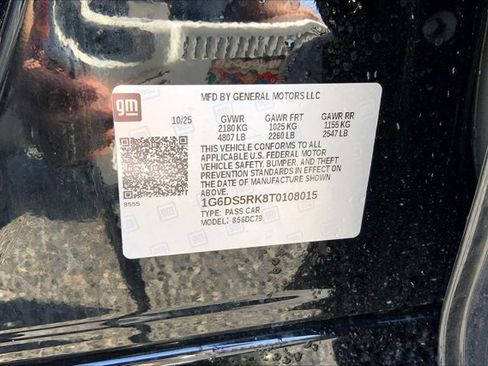 gm
MFD BY GENERAL MOTORS LLC
10/25 GVWR GAWR FRT GAWR RR
2180 KG 1025 KG 1155 KG
4807 LB 2260 LB 2547 LB
THIS VEHICLE CONFORMS TO ALL
APPLICABLE U.S. FEDERAL MOTOR
VEHICLE SAFETY, BUMPER, AND THEFT
PREVENTION STANDARDS IN EFFECT ON
THE DATE OF MANUFACTURE SHOWN ABOVE.
8555
1G6DS5RK8T0108015
TYPE: PASS CAR
MODEL: 856DC79